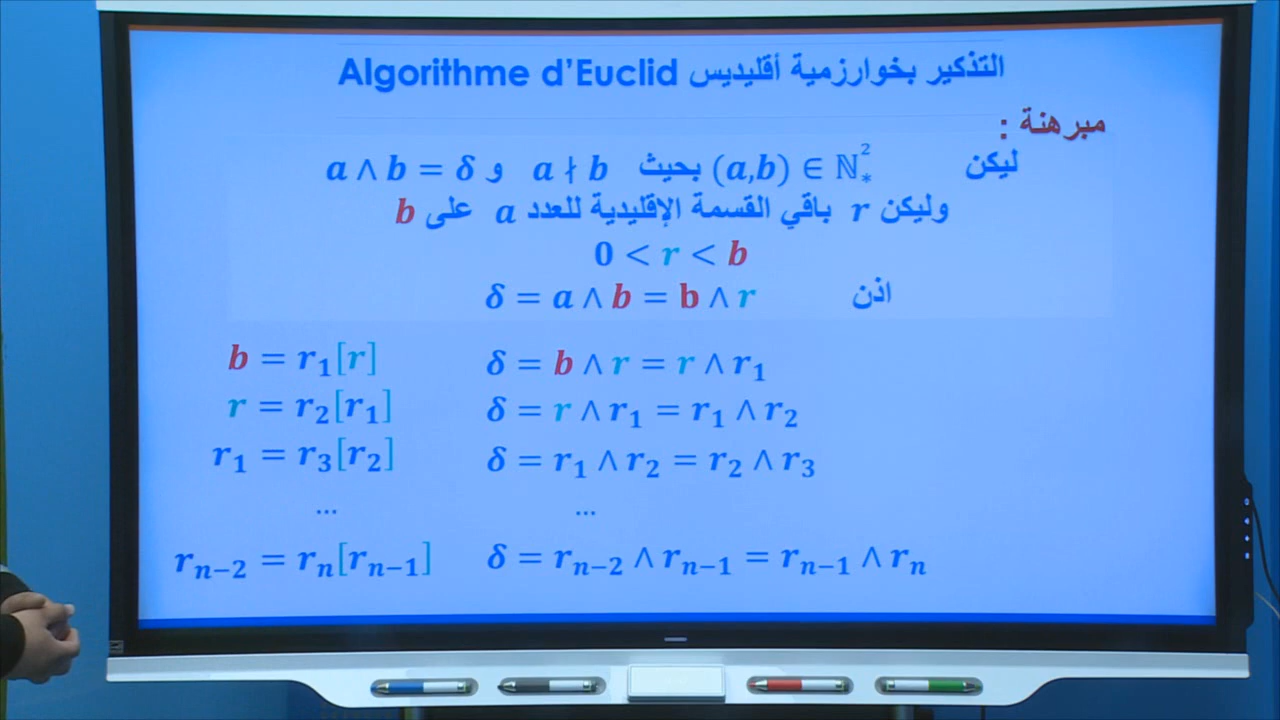 التذكير بخوارزمية أقليديس Algorithme d’Euclid
مبرهنة :
ليكن (a,b) ∈ ℕ*² بحيث a ∤ b و a ∧ b = δ
وليكن r باقي القسمة الإقليدية للعدد a على b
0 < r < b
اذن δ = a ∧ b = b ∧ r
b = r₁[r] δ = b ∧ r = r ∧ r₁
r = r₂[r₁] δ = r ∧ r₁ = r₁ ∧ r₂
r₁ = r₃[r₂] δ = r₁ ∧ r₂ = r₂ ∧ r₃
... ...
rₙ₋₂ = rₙ[rₙ₋₁] δ = rₙ₋₂ ∧ rₙ₋₁ = rₙ₋₁ ∧ rₙ